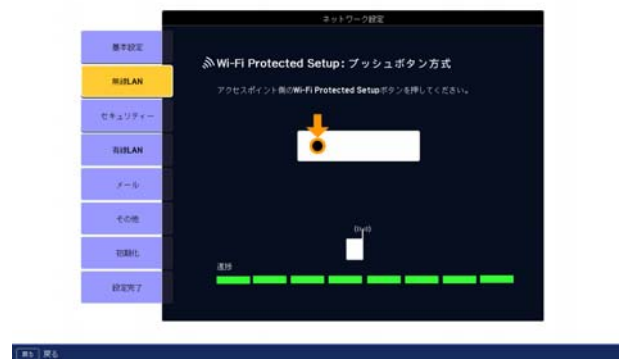 ネットワーク設定
基本設定
無線LAN
セキュリティー
有線LAN
メール
その他
初期化
設定完了
Wi-Fi Protected Setup: プッシュボタン方式
アクセスポイント側のWi-Fi Protected Setupボタンを押してください。
進捗
戻る 戻る